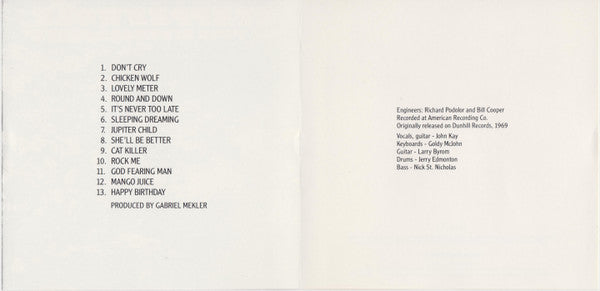 1. DON'T CRY
2. CHICKEN WOLF
3. LOVELY METER
4. ROUND AND DOWN
5. IT'S NEVER TOO LATE
6. SLEEPING DREAMING
7. JUPITER CHILD
8. SHE'LL BE BETTER
9. CAT KILLER
10. ROCK ME
11. GOD FEARING MAN
12. MANGO JUICE
13. HAPPY BIRTHDAY
PRODUCED BY GABRIEL MEKLER
Engineers: Richard Podolor and Bill Cooper
Recorded at American Recording Co.
Originally released on Dunhill Records, 1969
Vocals, guitar - John Kay
Keyboards - Goldy McJohn
Guitar - Larry Byrom
Drums - Jerry Edmonton
Bass - Nick St. Nicholas